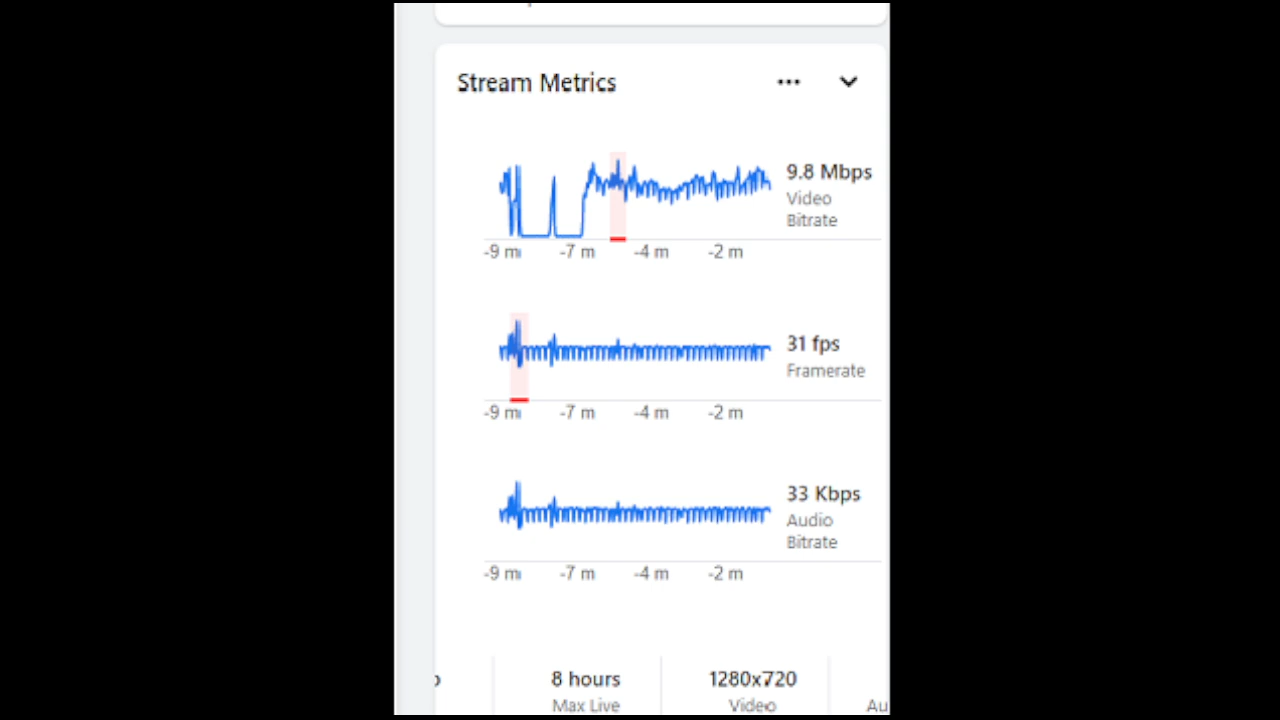 Stream Metrics
9.8 Mbps
Video
Bitrate
-9 m
-7 m
-4 m
-2 m
31 fps
Framerate
-9 m
-7 m
-4 m
-2 m
33 Kbps
Audio
Bitrate
-9 m
-7 m
-4 m
-2 m
8 hours
1280x720
Max Live
Video
Au